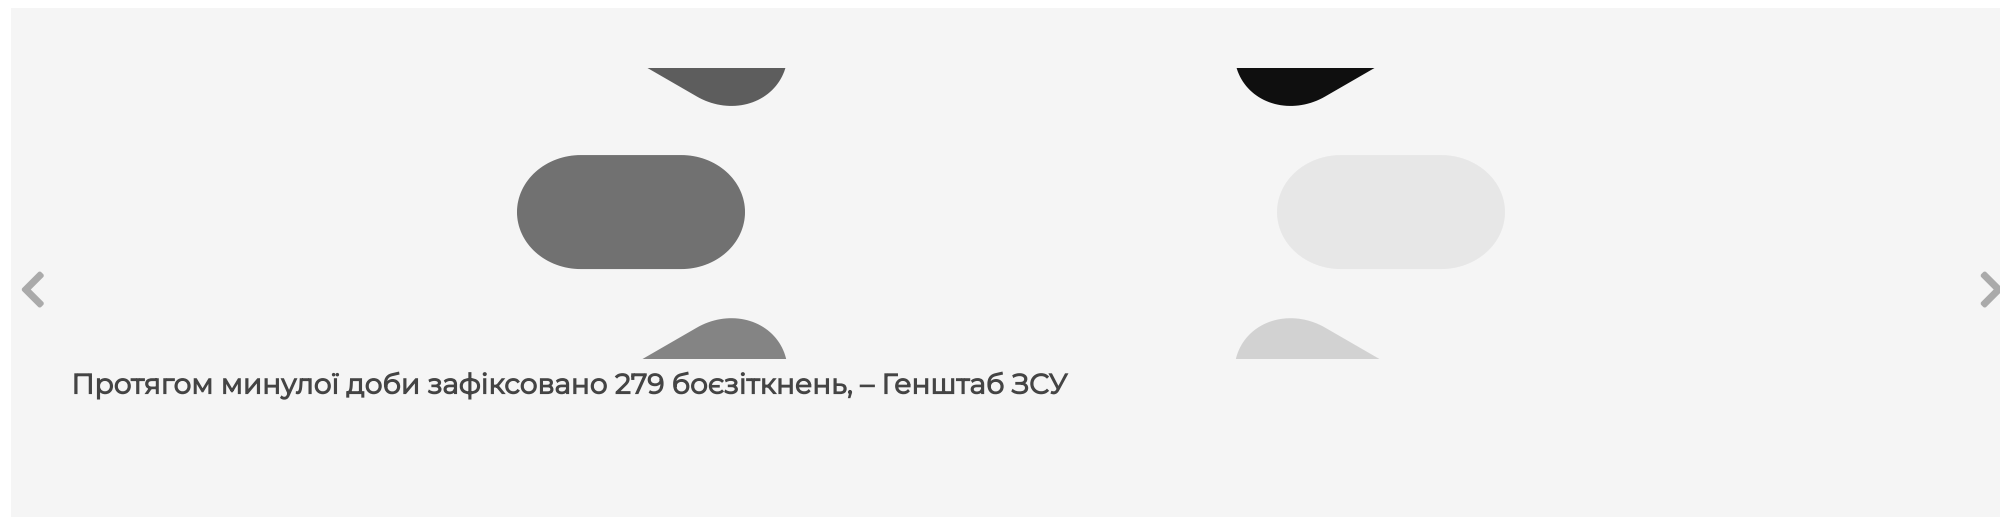 Протягом минулої доби зафіксовано 279 боєзіткнень, – Генштаб ЗСУ